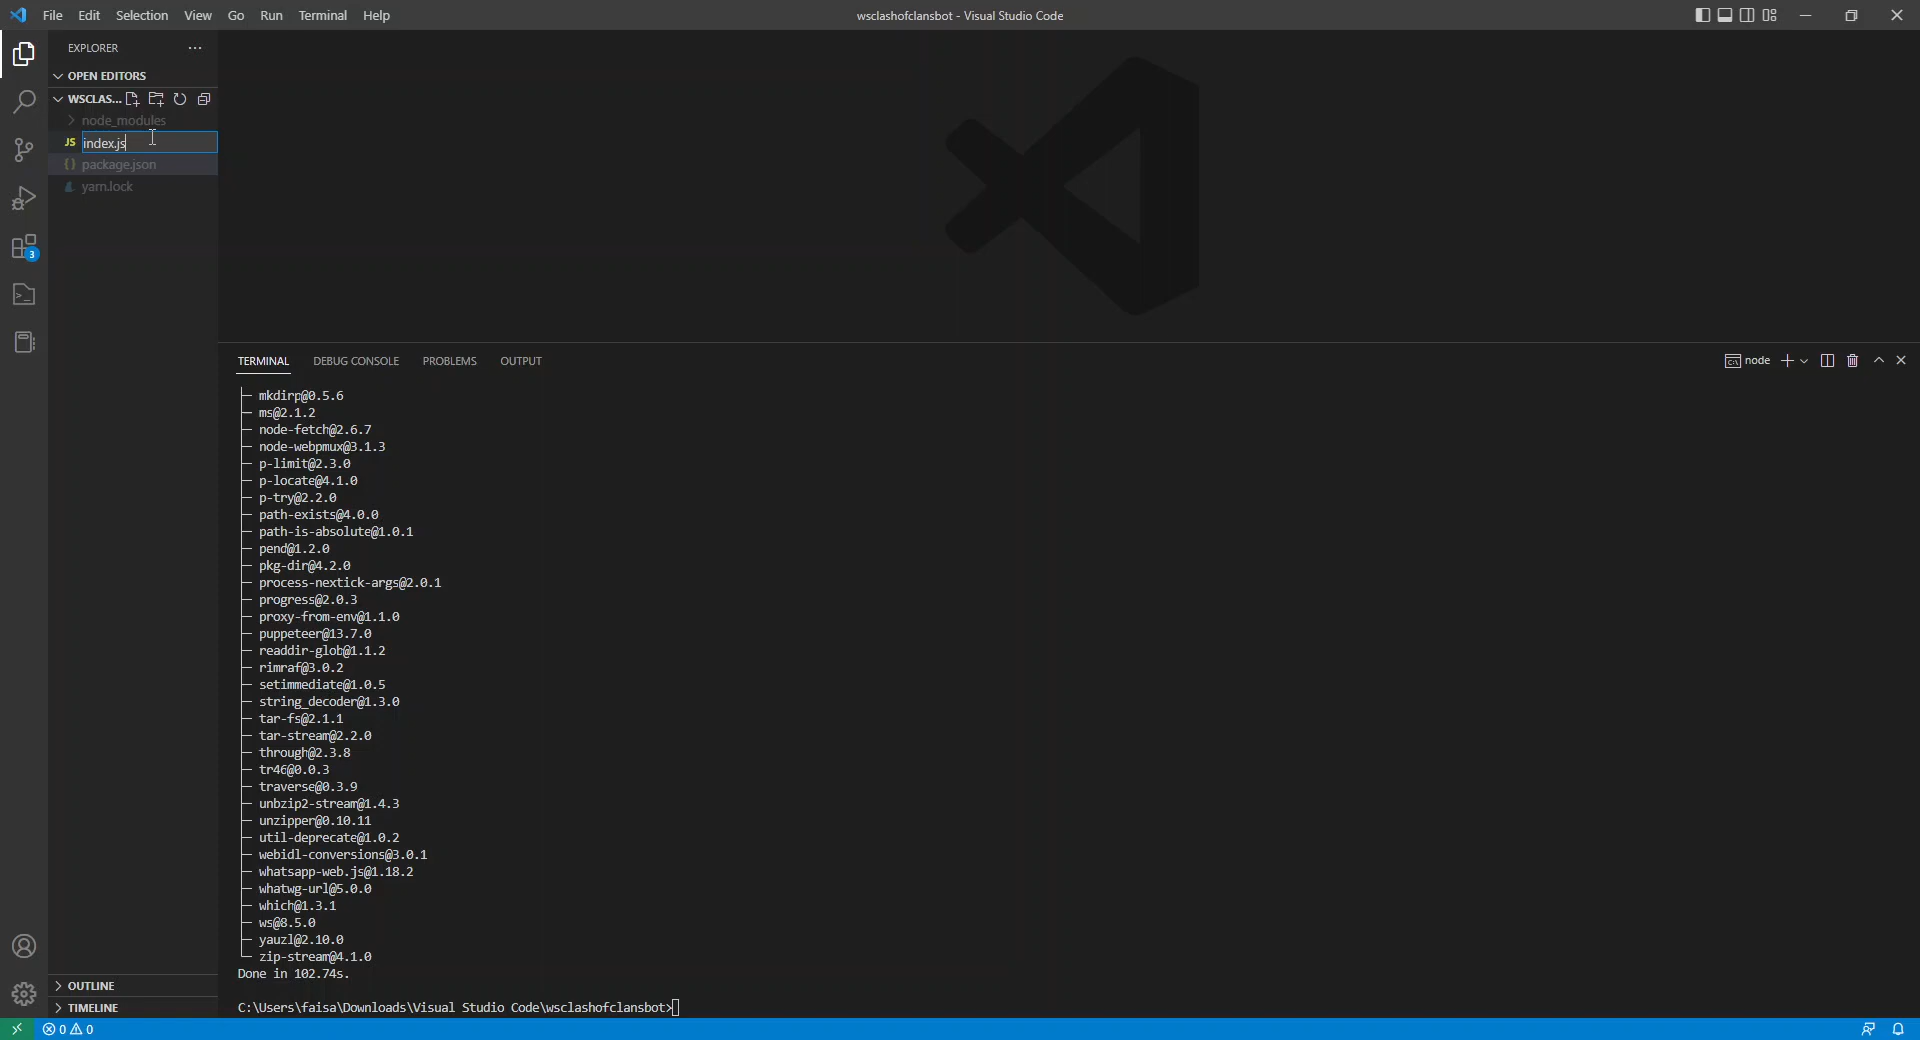 File Edit Selection View Go Run Terminal Help
wsclashofclansbot - Visual Studio Code
EXPLORER
OPEN EDITORS
WSCLAS...
node_modules
JS index.js
{} package.json
yarn.lock
3
TERMINAL DEBUG CONSOLE PROBLEMS OUTPUT
node
├─ mkdirp@0.5.6
├─ ms@2.1.2
├─ node-fetch@2.6.7
├─ node-webpmux@3.1.3
├─ p-limit@2.3.0
├─ p-locate@4.1.0
├─ p-try@2.2.0
├─ path-exists@4.0.0
├─ path-is-absolute@1.0.1
├─ pend@1.2.0
├─ pkg-dir@4.2.0
├─ process-nextick-args@2.0.1
├─ progress@2.0.3
├─ proxy-from-env@1.1.0
├─ puppeteer@13.7.0
├─ readdir-glob@1.1.2
├─ rimraf@3.0.2
├─ setimmediate@1.0.5
├─ string_decoder@1.3.0
├─ tar-fs@2.1.1
├─ tar-stream@2.2.0
├─ through@2.3.8
├─ tr46@0.0.3
├─ traverse@0.3.9
├─ unbzip2-stream@1.4.3
├─ unzipper@0.10.11
├─ util-deprecate@1.0.2
├─ webidl-conversions@3.0.1
├─ whatsapp-web.js@1.18.2
├─ whatwg-url@5.0.0
├─ which@1.3.1
├─ ws@8.5.0
├─ yauzl@2.10.0
└─ zip-stream@4.1.0
Done in 102.74s.
C:\Users\faisa\Downloads\Visual Studio Code\wsclashofclansbot>
OUTLINE
TIMELINE
0 0